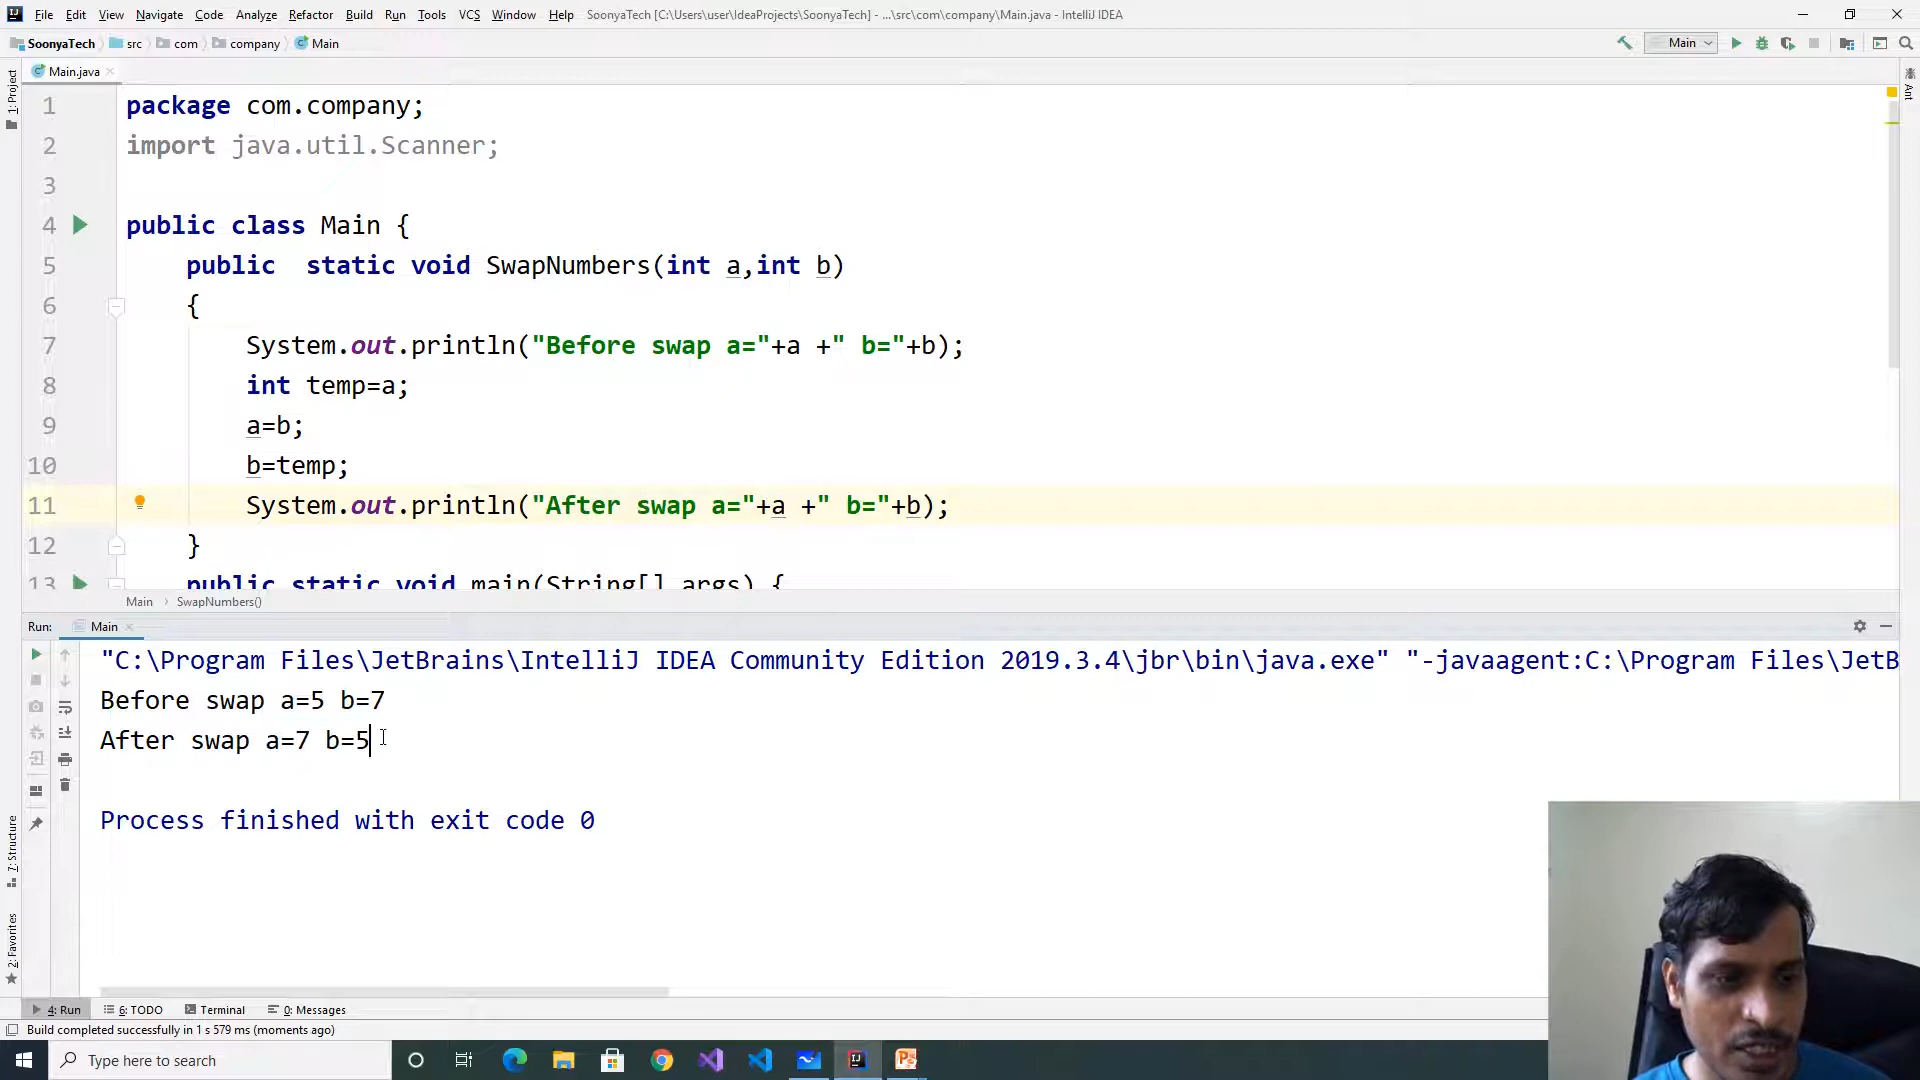 File Edit View Navigate Code Analyze Refactor Build Run Tools VCS Window Help SoonyaTech [C:\Users\user\IdeaProjects\SoonyaTech] - ...\src\com\company\Main.java - IntelliJ IDEA
SoonyaTech src com company Main
Main
Main.java
1: Project
Ant
1 package com.company;
2 import java.util.Scanner;
3
4 public class Main {
5 public static void SwapNumbers(int a,int b)
6 {
7 System.out.println("Before swap a="+a +" b="+b);
8 int temp=a;
9 a=b;
10 b=temp;
11 System.out.println("After swap a="+a +" b="+b);
12 }
13 public static void main(String[] args) {
Main > SwapNumbers()
Run: Main
"C:\Program Files\JetBrains\IntelliJ IDEA Community Edition 2019.3.4\jbr\bin\java.exe" "-javaagent:C:\Program Files\JetB
Before swap a=5 b=7
After swap a=7 b=5
Process finished with exit code 0
7: Structure
2: Favorites
4: Run 6: TODO Terminal 0: Messages
Build completed successfully in 1 s 579 ms (moments ago)
Type here to search